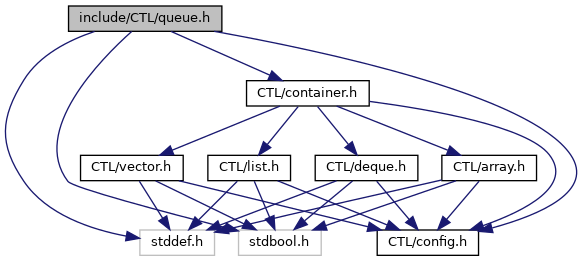 include/CTL/queue.h
CTL/container.h
CTL/vector.h
CTL/list.h
CTL/deque.h
CTL/array.h
stddef.h
stdbool.h
CTL/config.h